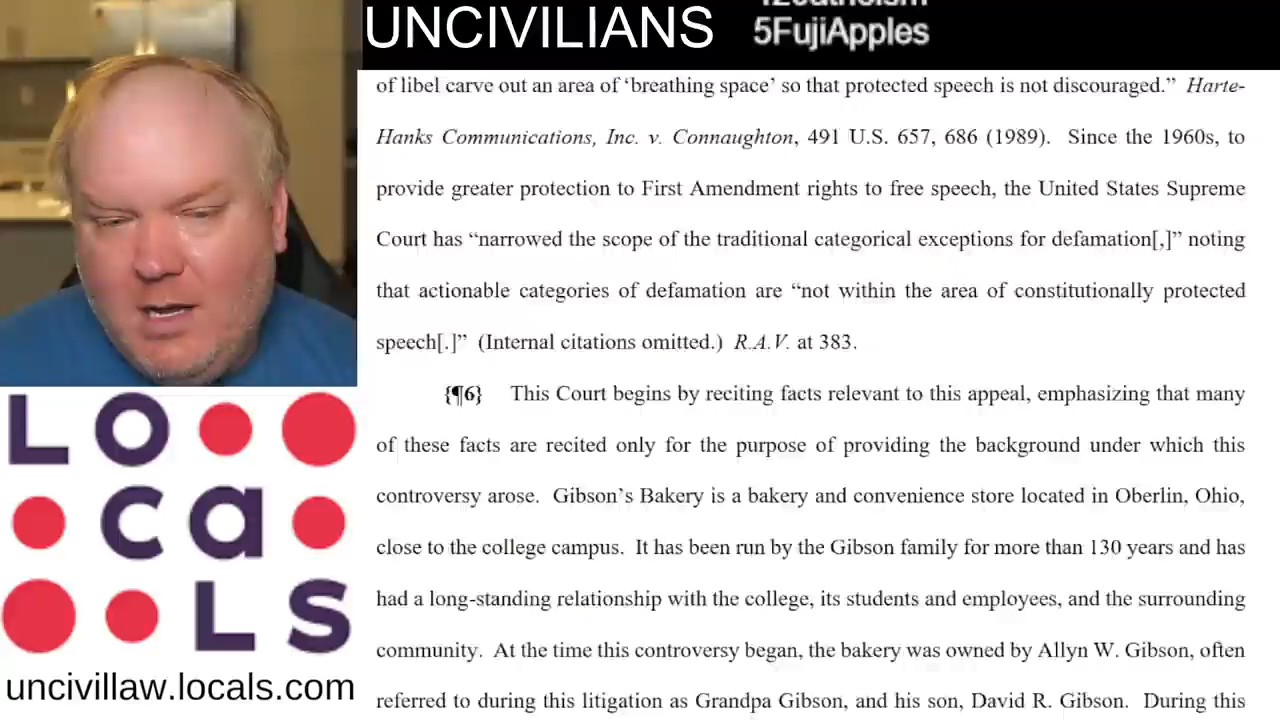 UNCIVILIANS
5FujiApples
of libel carve out an area of ‘breathing space’ so that protected speech is not discouraged.” Harte-
Hanks Communications, Inc. v. Connaughton, 491 U.S. 657, 686 (1989). Since the 1960s, to
provide greater protection to First Amendment rights to free speech, the United States Supreme
Court has “narrowed the scope of the traditional categorical exceptions for defamation[,]” noting
that actionable categories of defamation are “not within the area of constitutionally protected
speech[.]” (Internal citations omitted.) R.A.V. at 383.
{¶6} This Court begins by reciting facts relevant to this appeal, emphasizing that many
of these facts are recited only for the purpose of providing the background under which this
controversy arose. Gibson’s Bakery is a bakery and convenience store located in Oberlin, Ohio,
close to the college campus. It has been run by the Gibson family for more than 130 years and has
had a long-standing relationship with the college, its students and employees, and the surrounding
community. At the time this controversy began, the bakery was owned by Allyn W. Gibson, often
referred to during this litigation as Grandpa Gibson, and his son, David R. Gibson. During this
LO
ca
LS
uncivillaw.locals.com